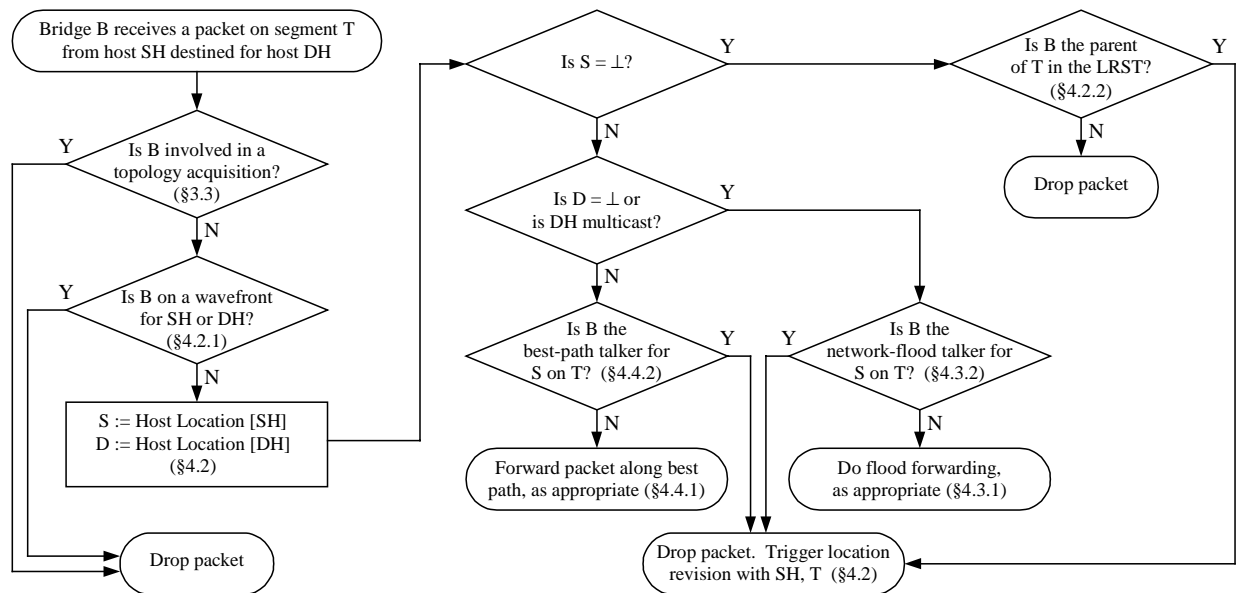 Bridge B receives a packet on segment T
from host SH destined for host DH
Y
Is B involved in a
topology acquisition?
(§3.3)
N
Y
Is B on a wavefront
for SH or DH?
(§4.2.1)
N
S := Host Location [SH]
D := Host Location [DH]
(§4.2)
Drop packet
Is S = ⊥?
Y
N
Is D = ⊥ or
is DH multicast?
Y
N
Is B the
best-path talker for
S on T? (§4.4.2)
Y
N
Forward packet along best
path, as appropriate (§4.4.1)
Y
Is B the
network-flood talker for
S on T? (§4.3.2)
N
Do flood forwarding,
as appropriate (§4.3.1)
Drop packet. Trigger location
revision with SH, T (§4.2)
Is B the parent
of T in the LRST?
(§4.2.2)
Y
N
Drop packet